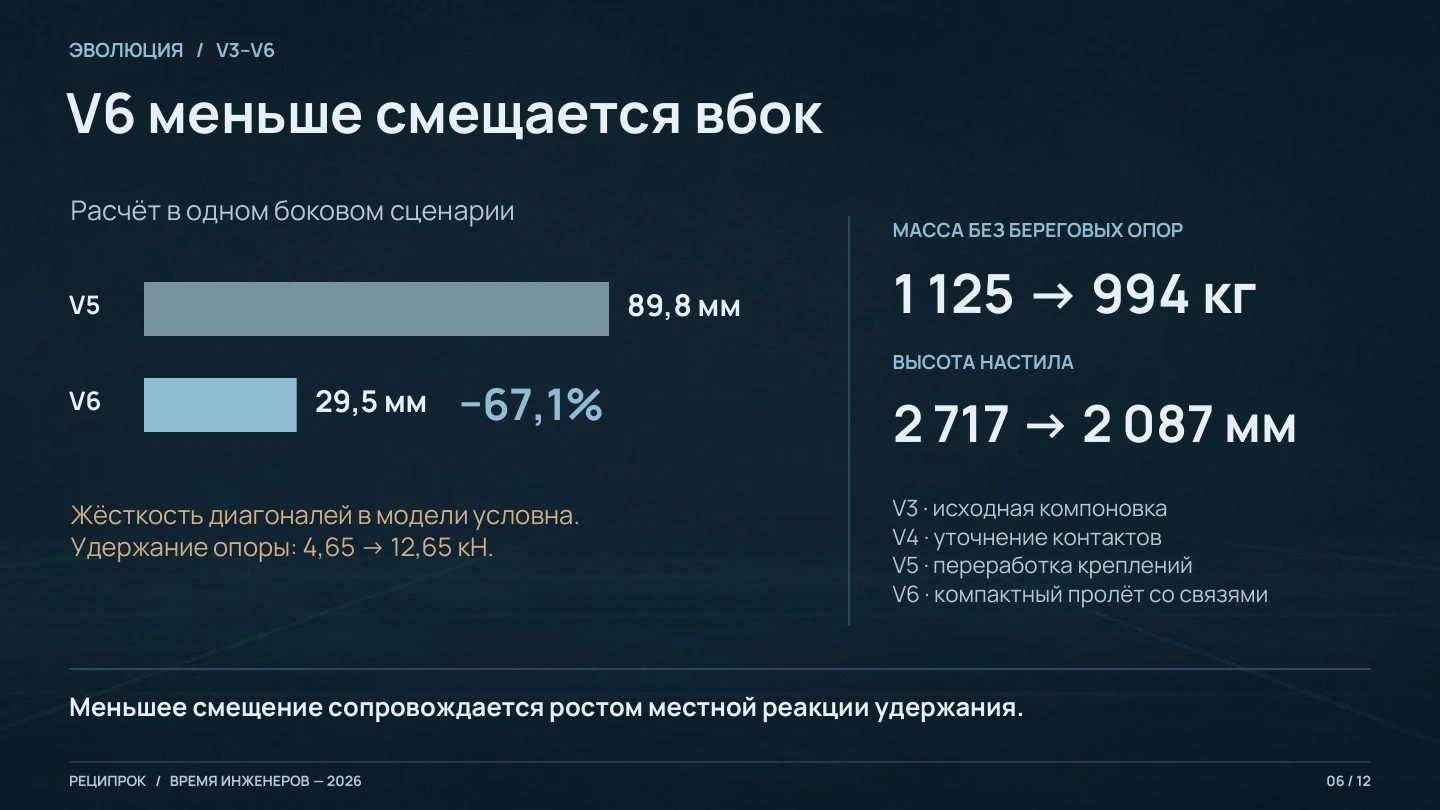 ЭВОЛЮЦИЯ / V3–V6
V6 меньше смещается вбок
Расчёт в одном боковом сценарии
V5 89,8 мм
V6 29,5 мм −67,1%
Жёсткость диагоналей в модели условна.
Удержание опоры: 4,65 → 12,65 кН.
МАССА БЕЗ БЕРЕГОВЫХ ОПОР
1 125 → 994 кг
ВЫСОТА НАСТИЛА
2 717 → 2 087 мм
V3 · исходная компоновка
V4 · уточнение контактов
V5 · переработка креплений
V6 · компактный пролёт со связями
Меньшее смещение сопровождается ростом местной реакции удержания.
РЕЦИПРОК / ВРЕМЯ ИНЖЕНЕРОВ — 2026
06 / 12